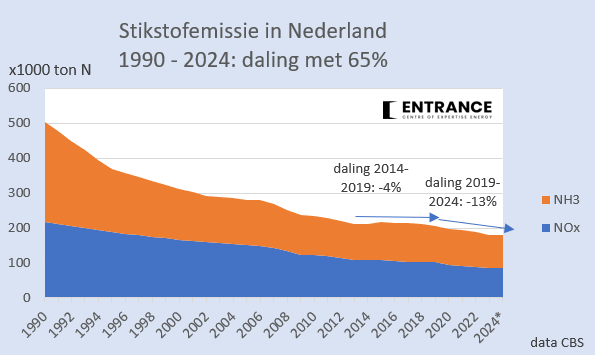 Stikstofemissie in Nederland
1990 - 2024: daling met 65%
x1000 ton N
600
500
400
300
200
100
0
ENTRANCE
CENTRE OF EXPERTISE ENERGY
daling 2014-
2019: -4%
daling 2019-
2024: -13%
NH3
NOx
1990
1992
1994
1996
1998
2000
2002
2004
2006
2008
2010
2012
2014
2016
2018
2020
2022
2024*
data CBS